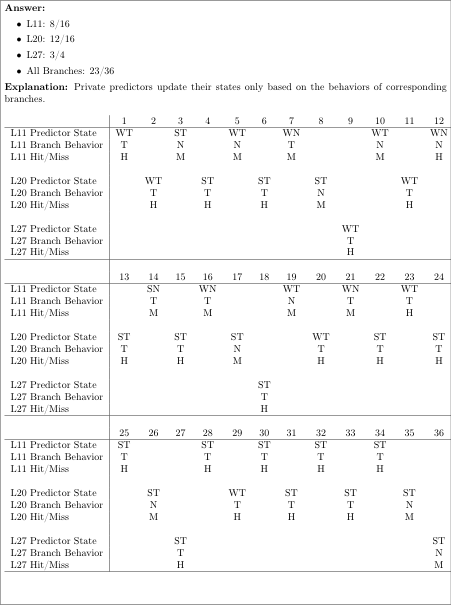 Answer:
• L11: 8/16
• L20: 12/16
• L27: 3/4
• All Branches: 23/36
Explanation: Private predictors update their states only based on the behaviors of corresponding
branches.
1 2 3 4 5 6 7 8 9 10 11 12
L11 Predictor State WT ST WT WN WT WN
L11 Branch Behavior T N N T N N
L11 Hit/Miss H M M M M H
L20 Predictor State WT ST ST ST WT
L20 Branch Behavior T T T N T
L20 Hit/Miss H H H M H
L27 Predictor State WT
L27 Branch Behavior T
L27 Hit/Miss H
13 14 15 16 17 18 19 20 21 22 23 24
L11 Predictor State SN WN WT WN WT
L11 Branch Behavior T T N T T
L11 Hit/Miss M M M M H
L20 Predictor State ST ST ST WT ST ST
L20 Branch Behavior T T N T T T
L20 Hit/Miss H H M H H H
L27 Predictor State ST
L27 Branch Behavior T
L27 Hit/Miss H
25 26 27 28 29 30 31 32 33 34 35 36
L11 Predictor State ST ST ST ST ST
L11 Branch Behavior T T T T T
L11 Hit/Miss H H H H H
L20 Predictor State ST WT ST ST ST
L20 Branch Behavior N T T T N
L20 Hit/Miss M H H H M
L27 Predictor State ST ST
L27 Branch Behavior T N
L27 Hit/Miss H M